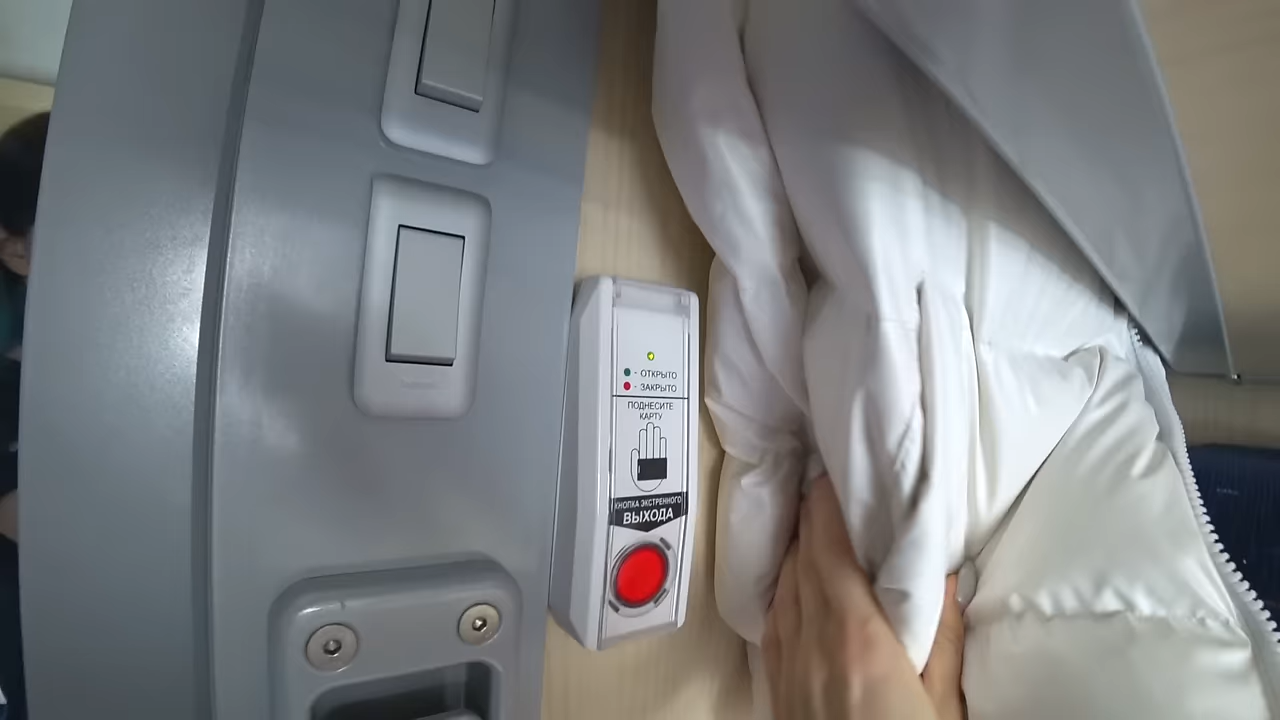 - ОТКРЫТО
- ЗАКРЫТО
ПОДНЕСИТЕ
КАРТУ
КНОПКА ЭКСТРЕННОГО
ВЫХОДА